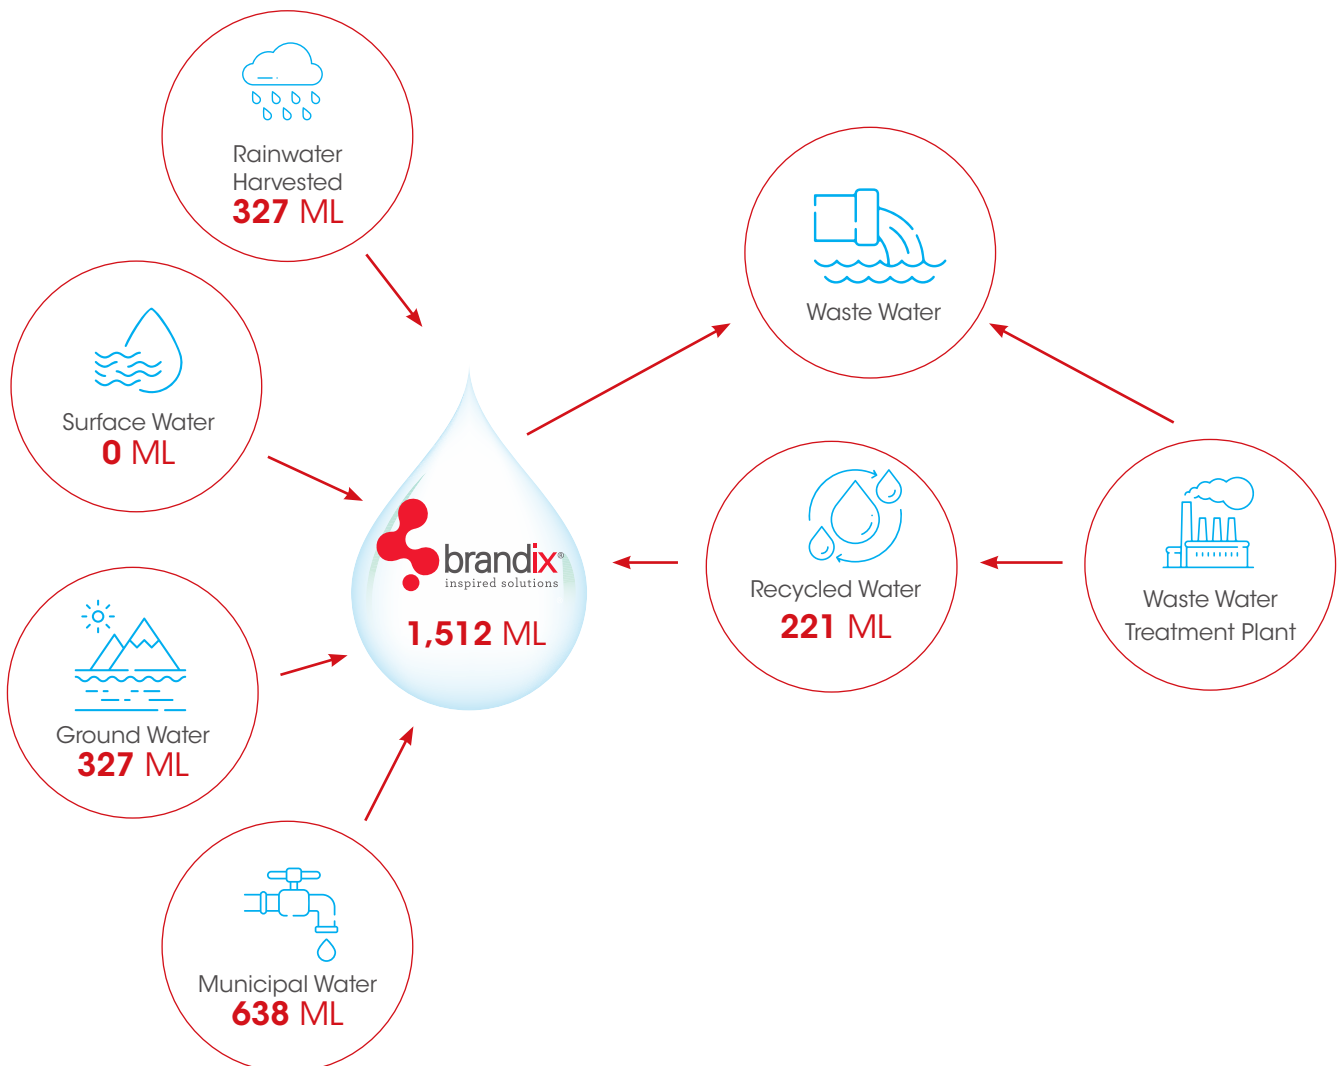 Rainwater
Harvested
327 ML
Surface Water
0 ML
Ground Water
327 ML
Municipal Water
638 ML
brandix®
inspired solutions
1,512 ML
Waste Water
Recycled Water
221 ML
Waste Water
Treatment Plant